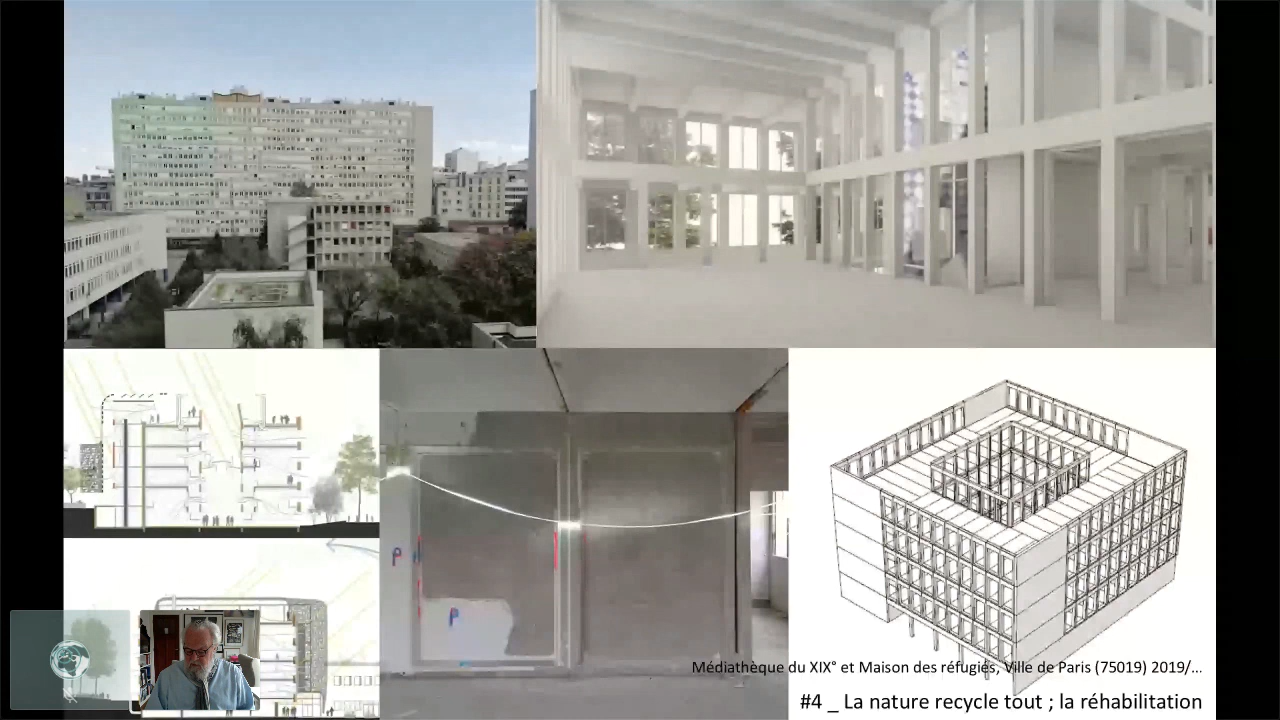 P
P
Médiathèque du XIX° et Maison des réfugiés, Ville de Paris (75019) 2019/...
#4 _ La nature recycle tout ; la réhabilitation